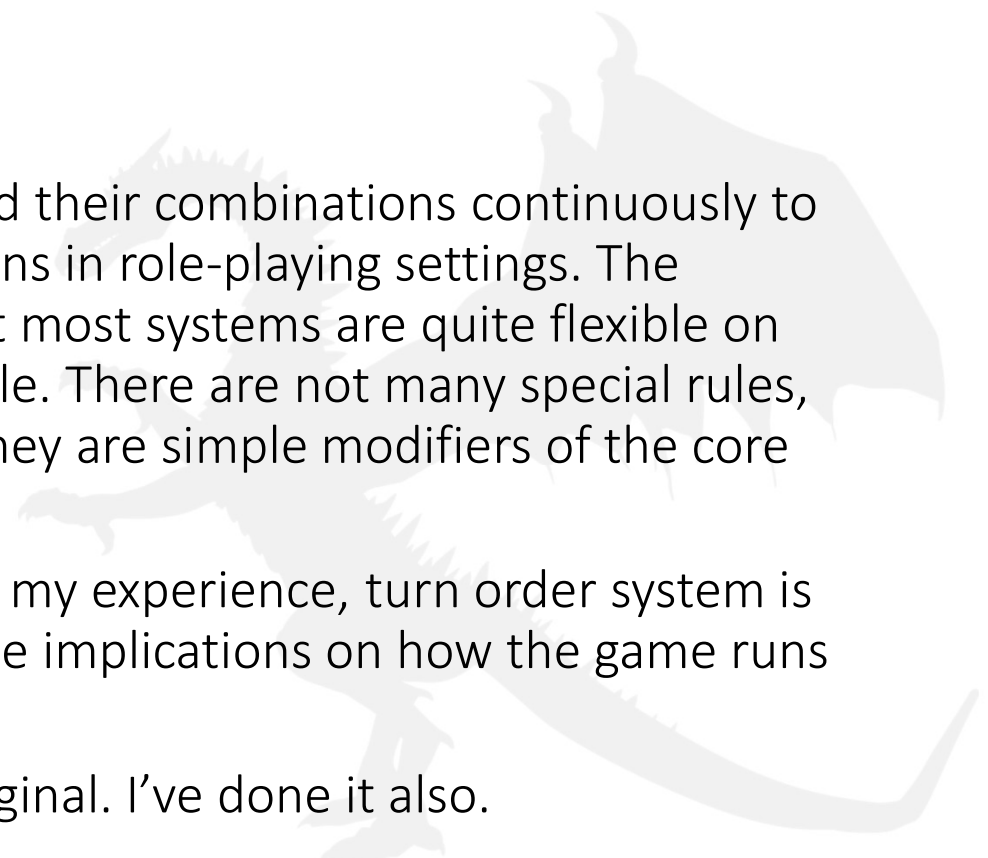 d their combinations continuously to
ns in role-playing settings. The
t most systems are quite flexible on
le. There are not many special rules,
hey are simple modifiers of the core
my experience, turn order system is
e implications on how the game runs
ginal. I’ve done it also.